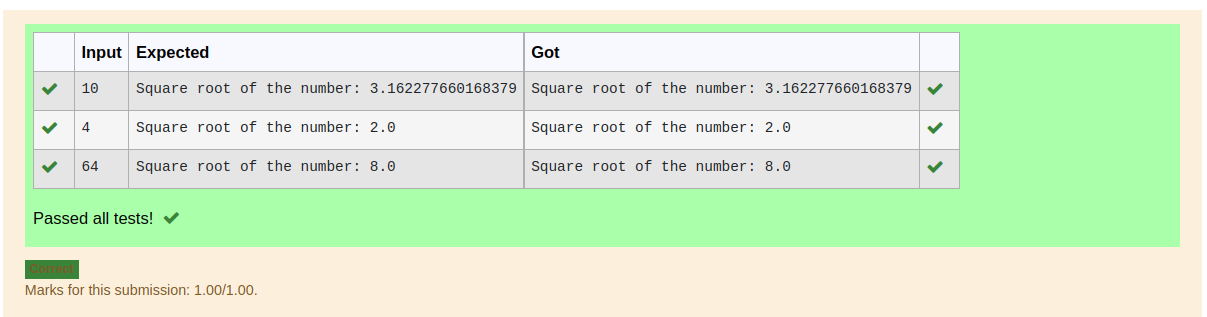 Input Expected Got
10 Square root of the number: 3.162277660168379 Square root of the number: 3.162277660168379
4 Square root of the number: 2.0 Square root of the number: 2.0
64 Square root of the number: 8.0 Square root of the number: 8.0
Passed all tests!
Correct
Marks for this submission: 1.00/1.00.